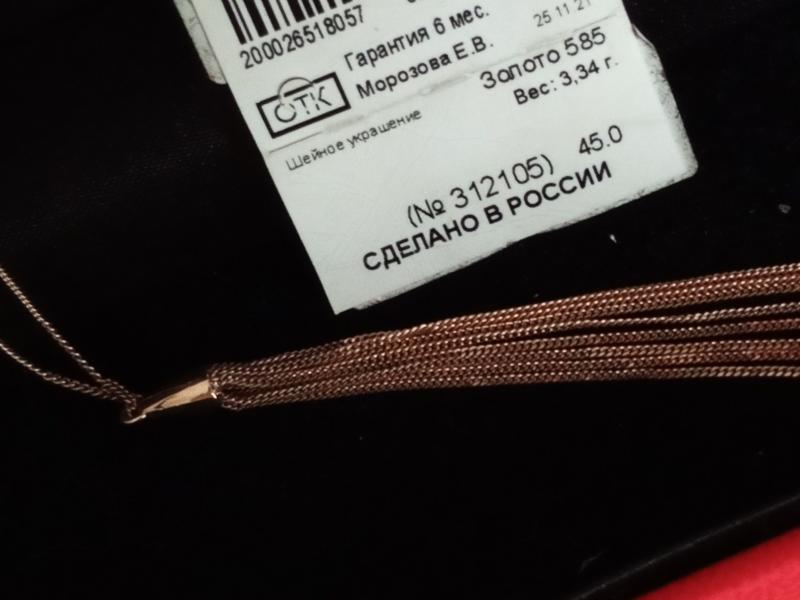 200026518057
Гарантия 6 мес. 25 11 21
Морозова Е.В.
ОТК
Золото 585
Вес: 3,34 г.
Шейное украшение
(№ 312105) 45.0
СДЕЛАНО В РОССИИ